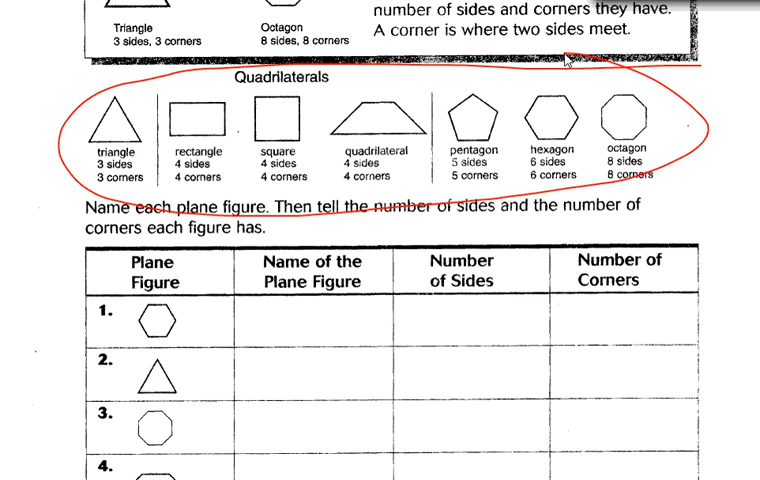 number of sides and corners they have.
Triangle
3 sides, 3 corners
Octagon
8 sides, 8 corners
A corner is where two sides meet.
Quadrilaterals
triangle
3 sides
3 corners
rectangle
4 sides
4 corners
square
4 sides
4 corners
quadrilateral
4 sides
4 corners
pentagon
5 sides
5 corners
hexagon
6 sides
6 corners
octagon
8 sides
8 corners
Name each plane figure. Then tell the number of sides and the number of
corners each figure has.
Plane
Figure
Name of the
Plane Figure
Number
of Sides
Number of
Corners
1.
2.
3.
4.